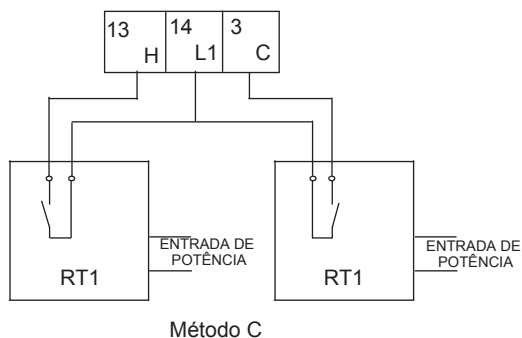 13 14 3
H L1 C
ENTRADA DE
POTÊNCIA
RT1
ENTRADA DE
POTÊNCIA
RT1
Método C